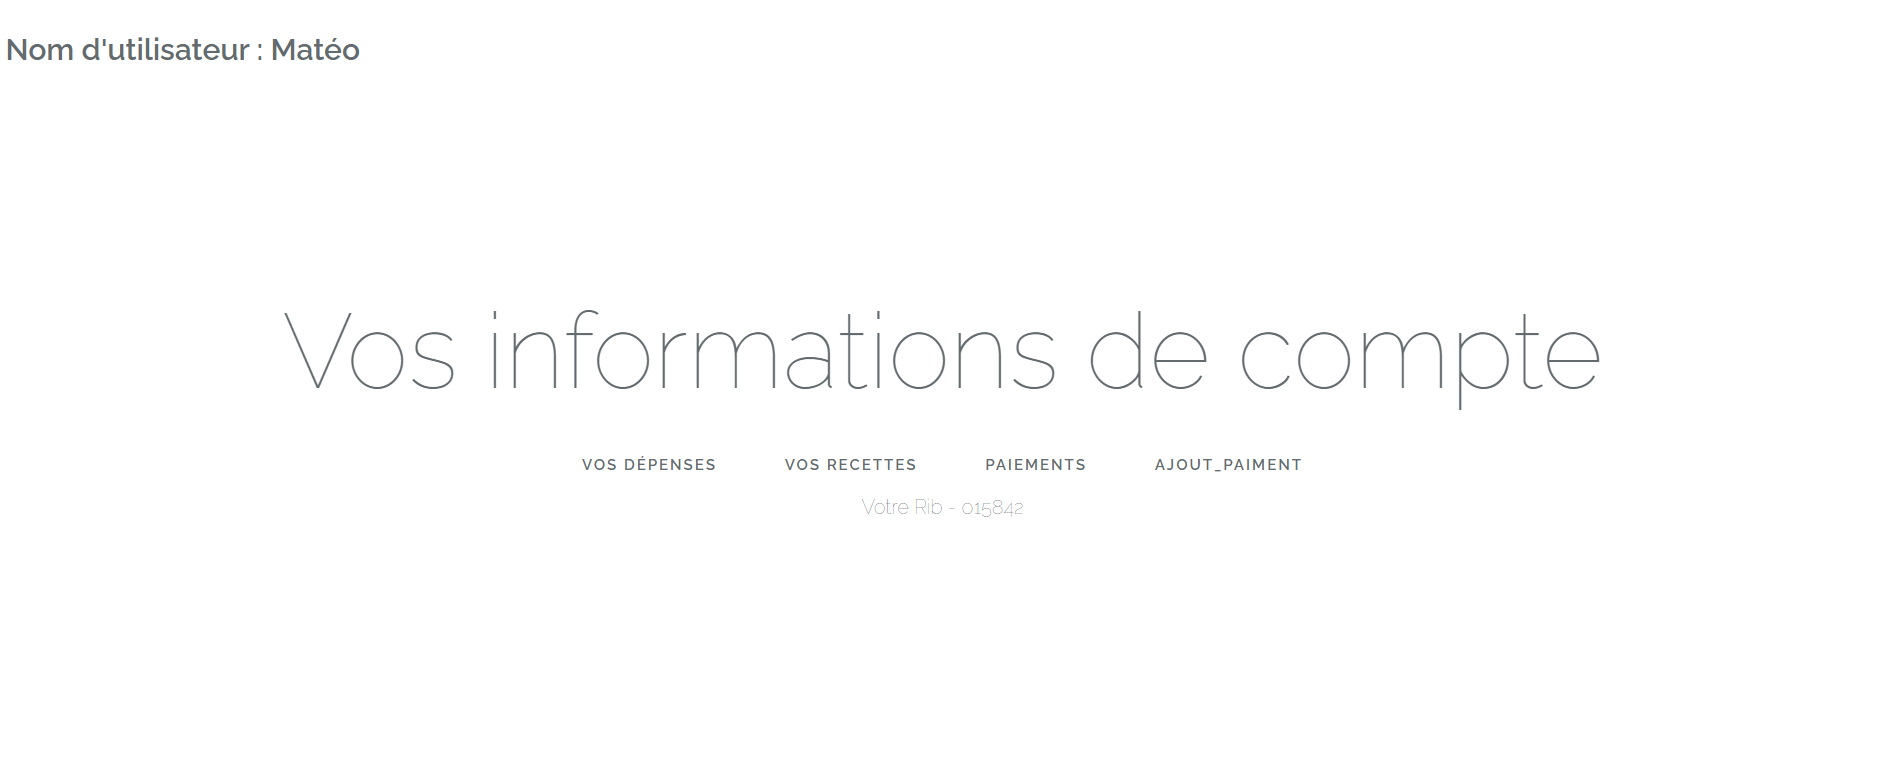 Nom d'utilisateur : Matéo
Vos informations de compte
VOS DÉPENSES VOS RECETTES PAIEMENTS AJOUT_PAIMENT
Votre Rib - 015842